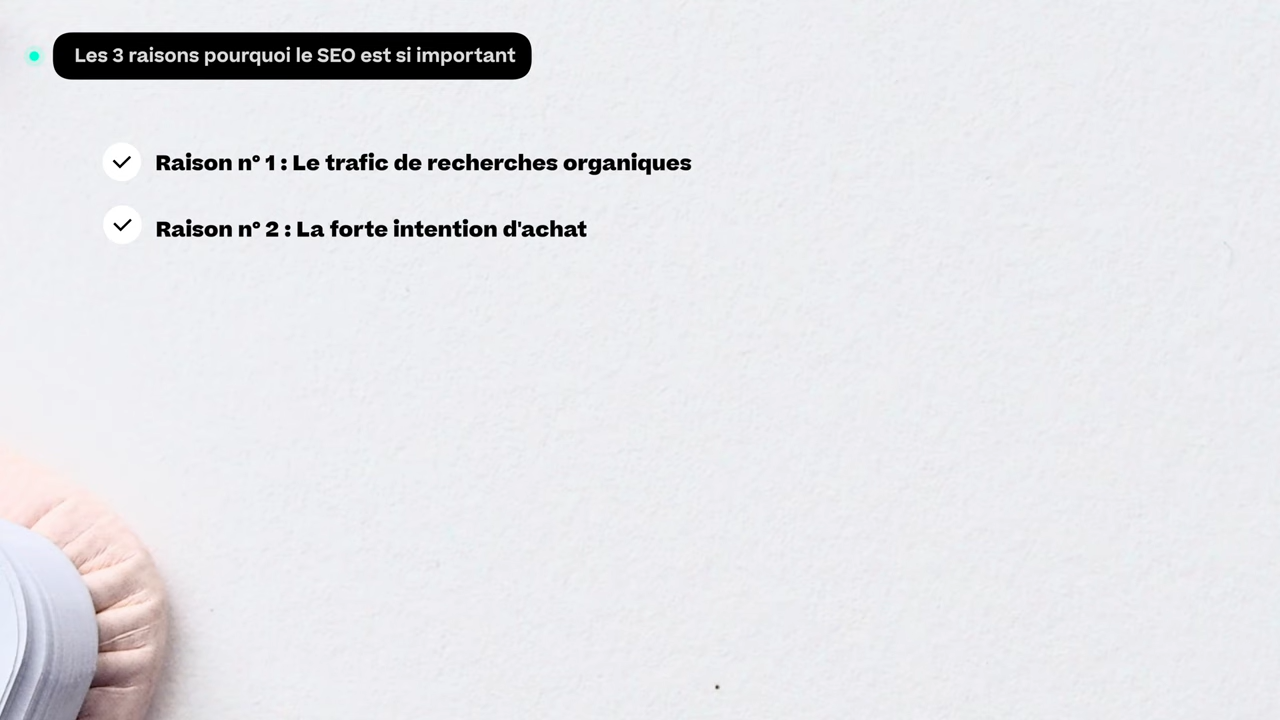 Les 3 raisons pourquoi le SEO est si important
Raison n° 1 : Le trafic de recherches organiques
Raison n° 2 : La forte intention d'achat